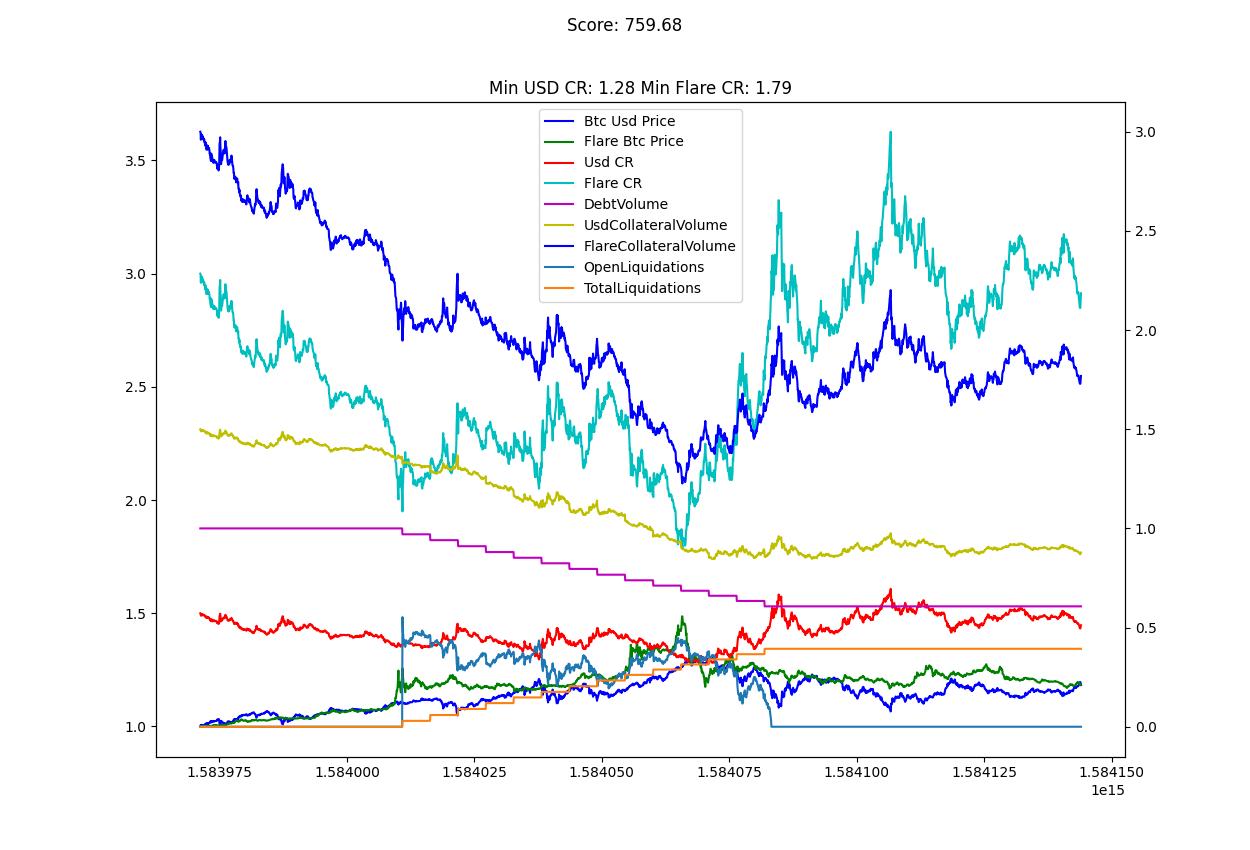 Score: 759.68
Min USD CR: 1.28 Min Flare CR: 1.79
Btc Usd Price
Flare Btc Price
Usd CR
Flare CR
DebtVolume
UsdCollateralVolume
FlareCollateralVolume
OpenLiquidations
TotalLiquidations
3.5
3.0
2.5
2.0
1.5
1.0
3.0
2.5
2.0
1.5
1.0
0.5
0.0
1.583975 1.584000 1.584025 1.584050 1.584075 1.584100 1.584125 1.584150
1e15